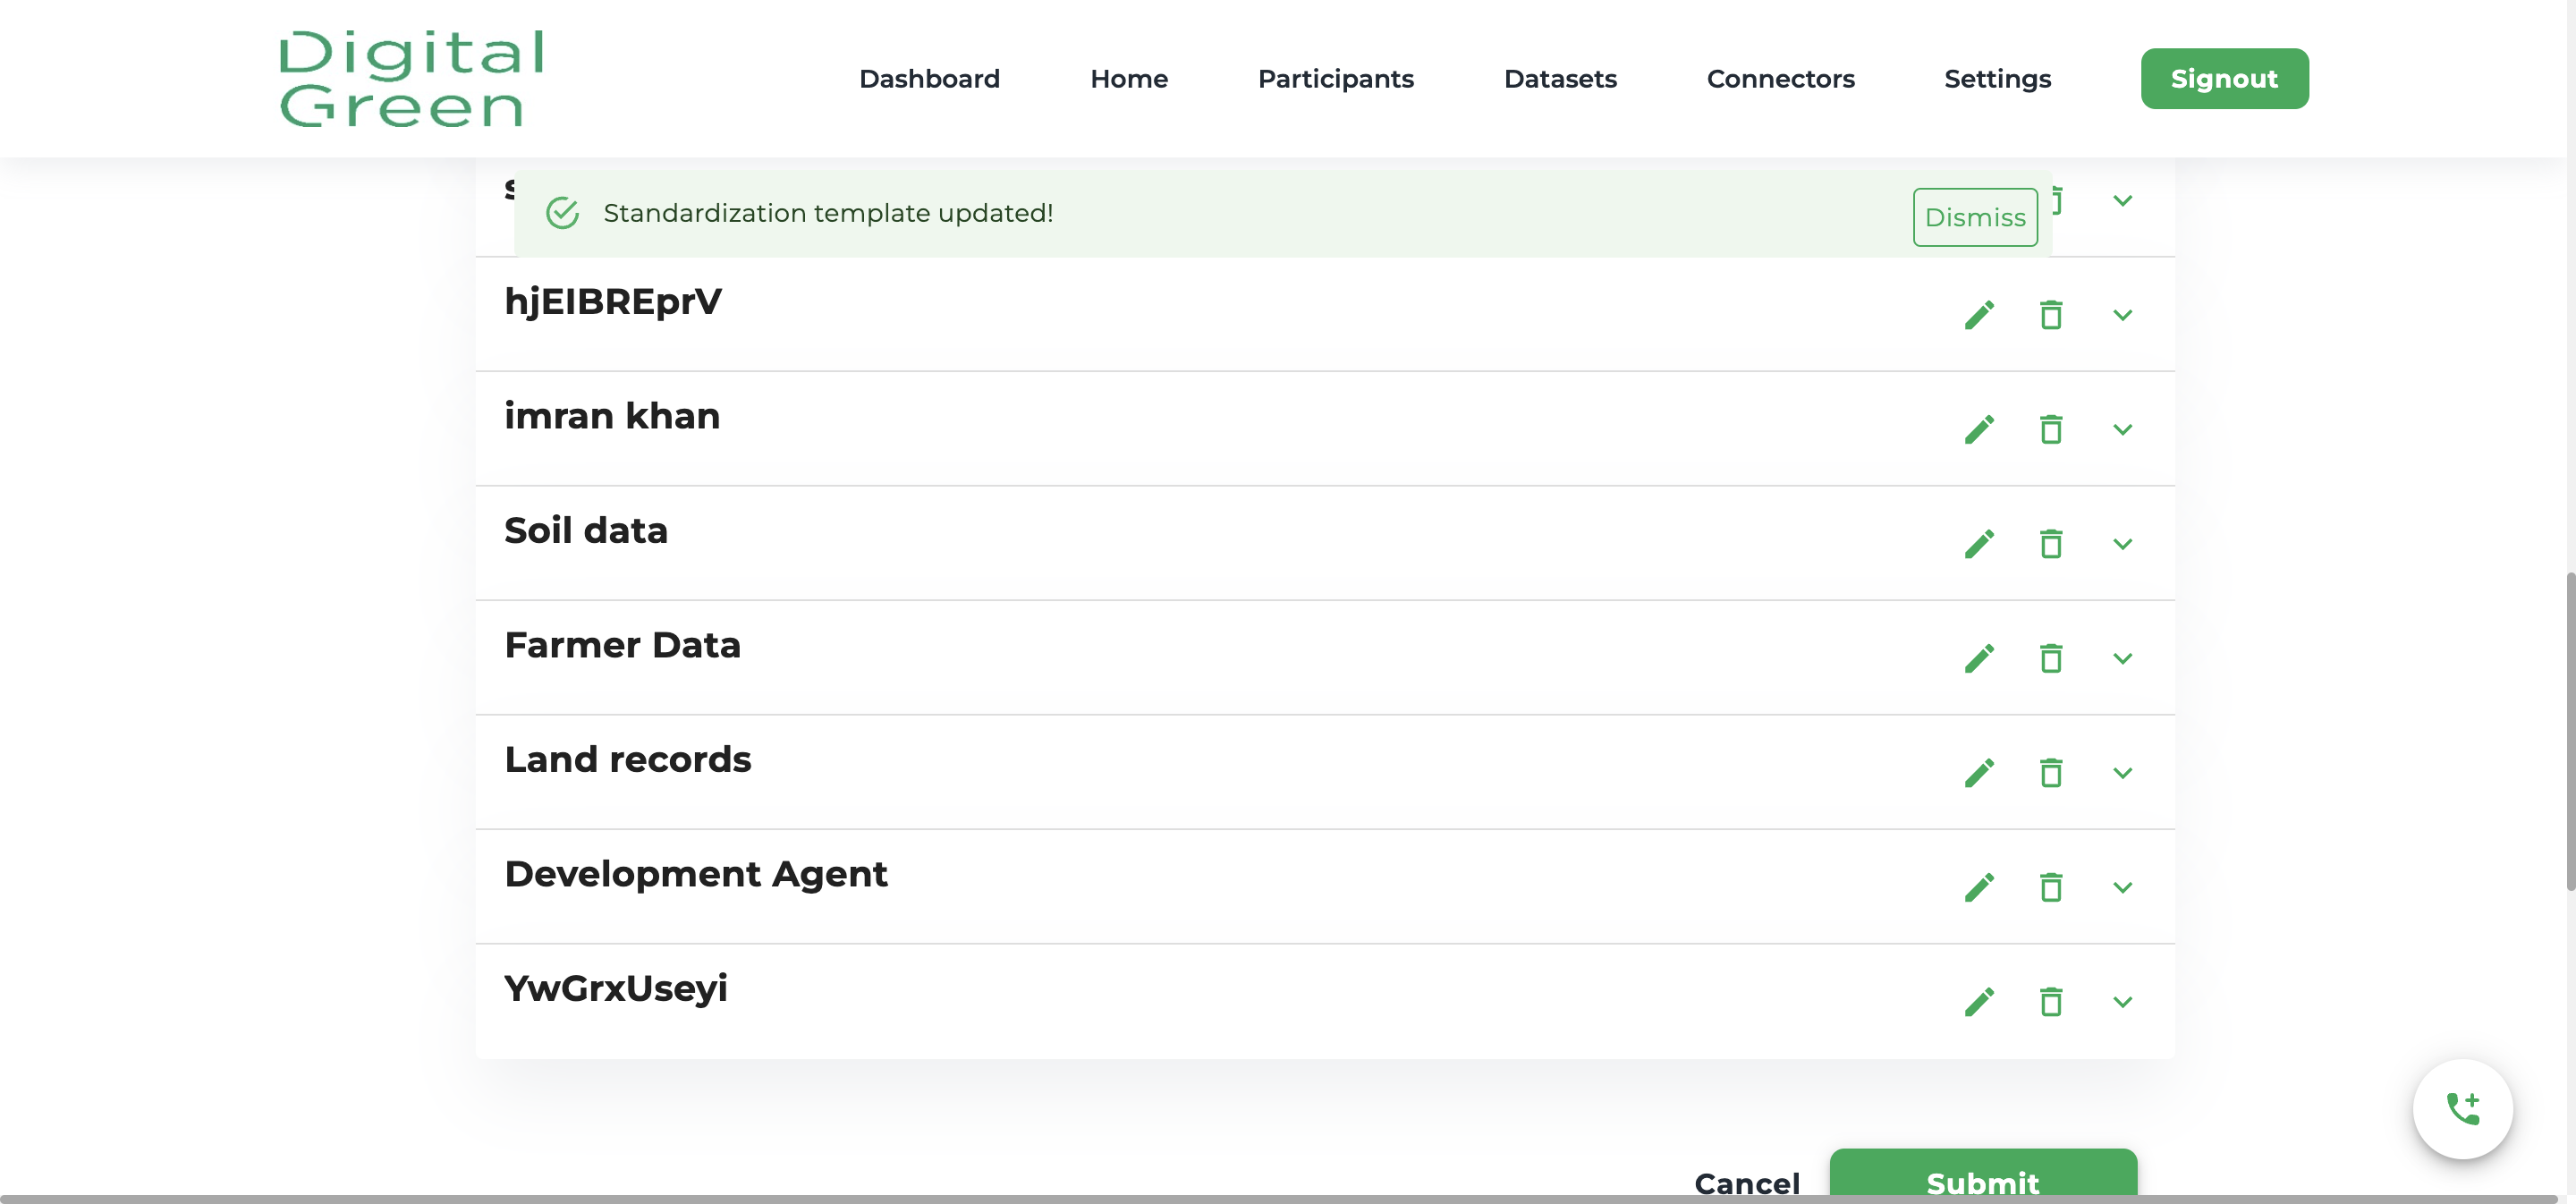 Digital
Green
Dashboard Home Participants Datasets Connectors Settings Signout
Standardization template updated! Dismiss
hjEIBREprV
imran khan
Soil data
Farmer Data
Land records
Development Agent
YwGrxUseyi
Cancel Submit